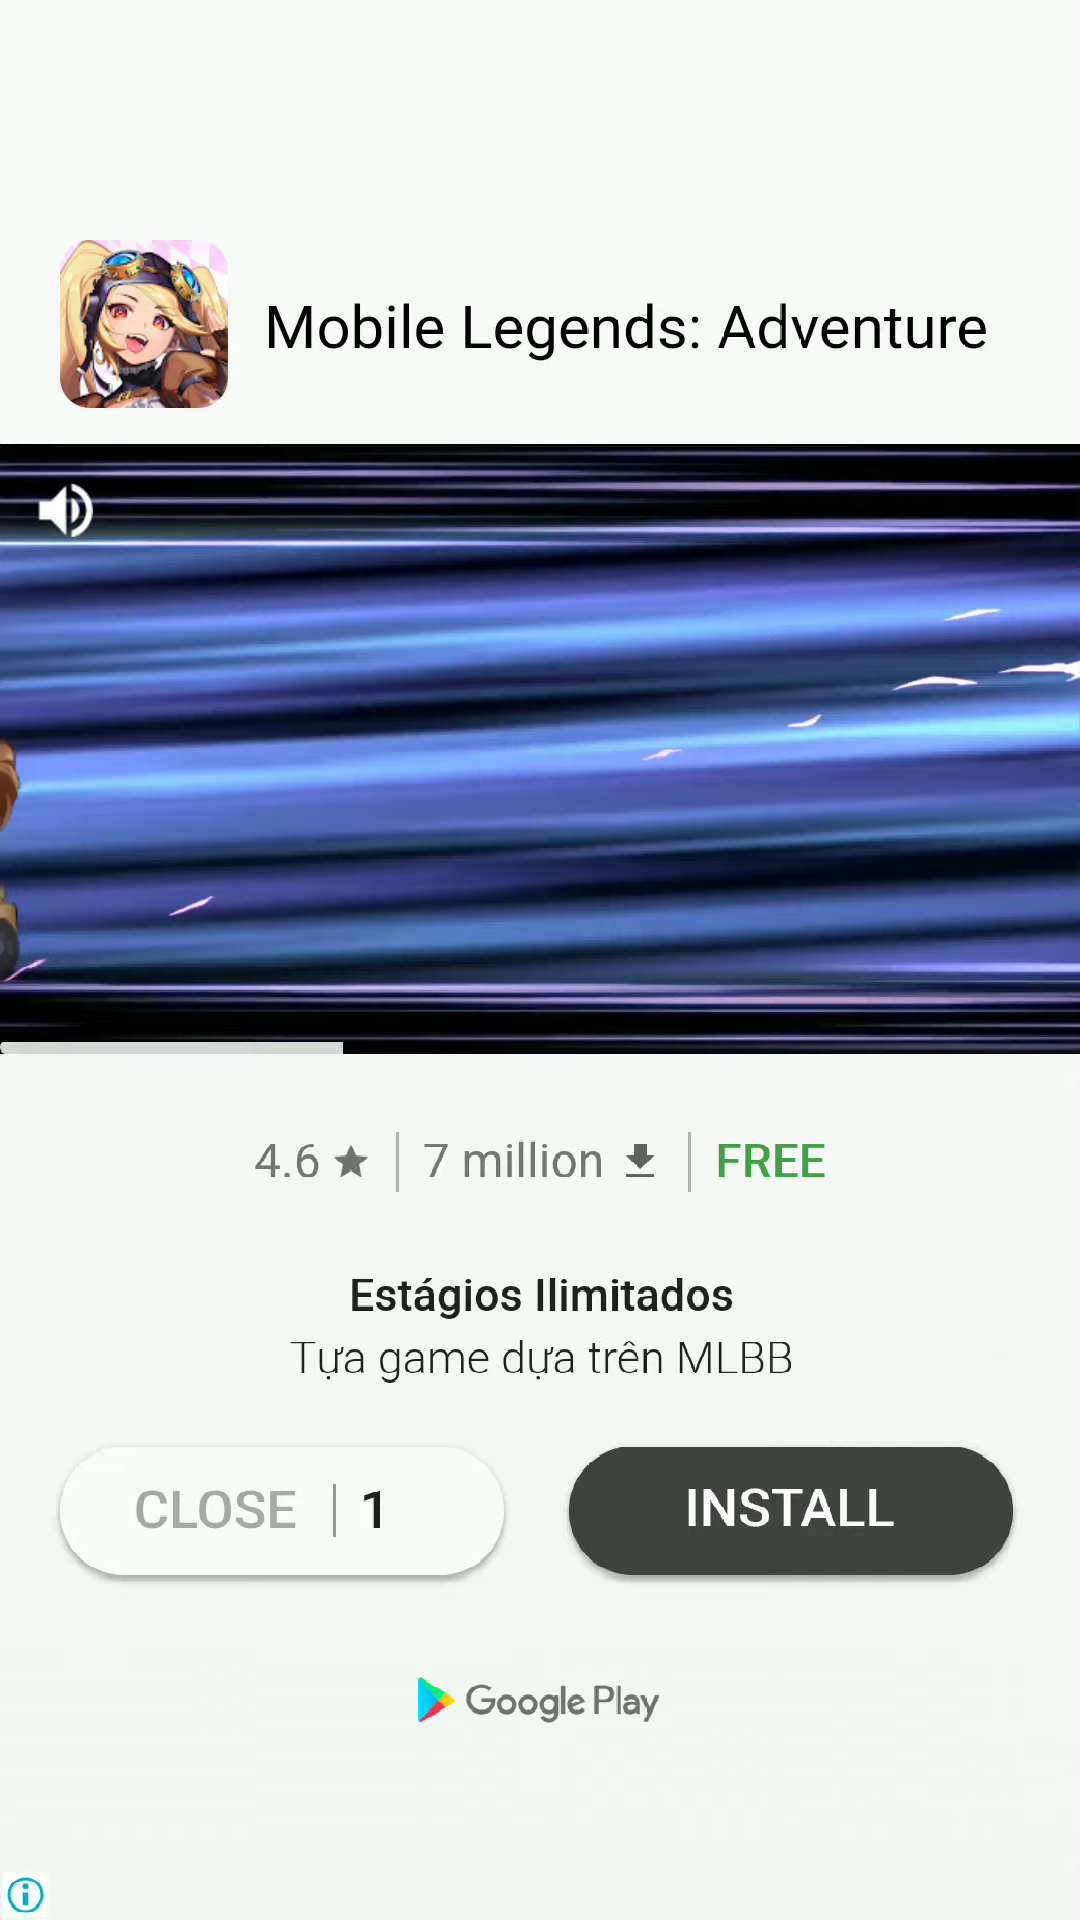 Mobile Legends: Adventure
4.6 7 million FREE
Estágios Ilimitados
Tựa game dựa trên MLBB
CLOSE 1
INSTALL
Google Play